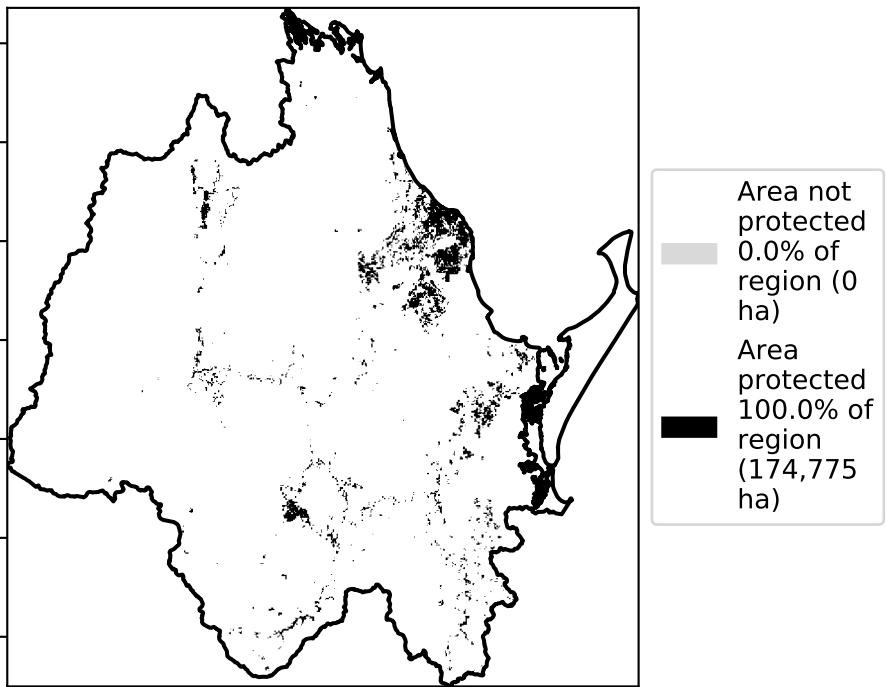 Area not
protected
0.0% of
region (0
ha)
Area
protected
100.0% of
region
(174,775
ha)